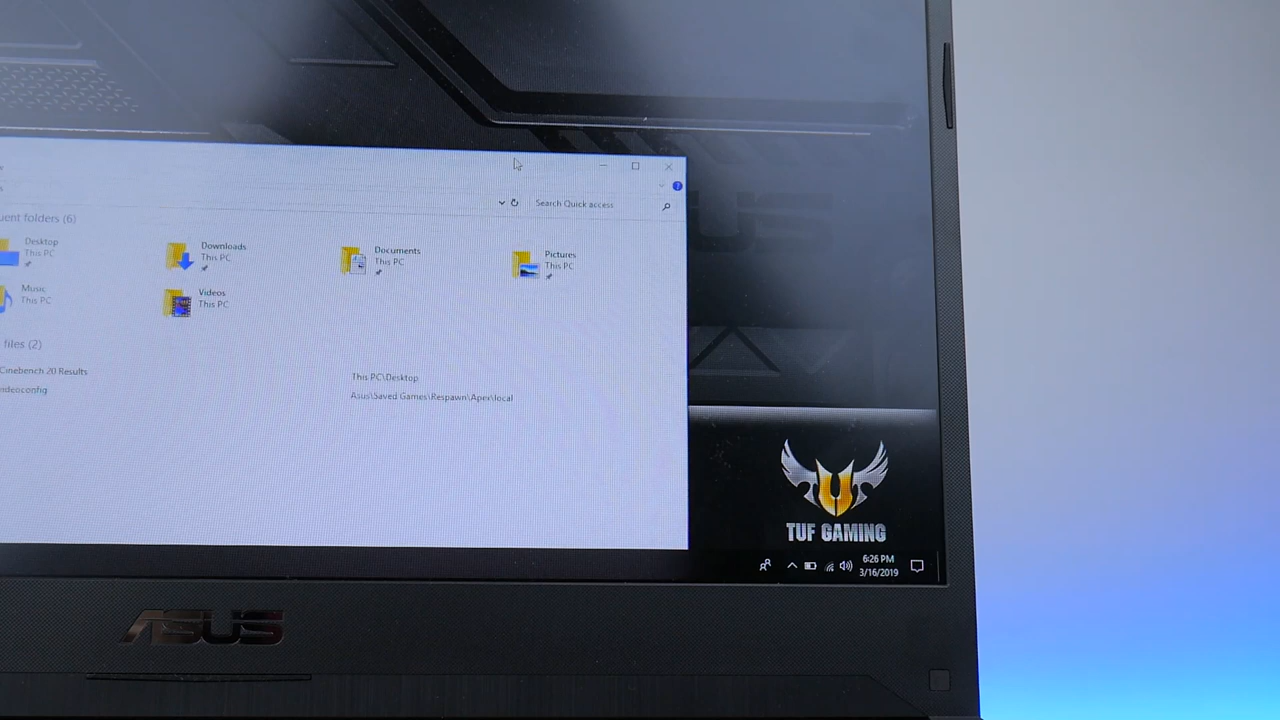 Search Quick access
uent folders (6)
Desktop
This PC
Downloads
This PC
Documents
This PC
Pictures
This PC
Music
This PC
Videos
This PC
files (2)
Cinebench 20 Results
This PC\Desktop
ideoconfig
Asus\Saved Games\Respawn\Apex\local
TUF GAMING
6:26 PM
3/16/2019
ASUS